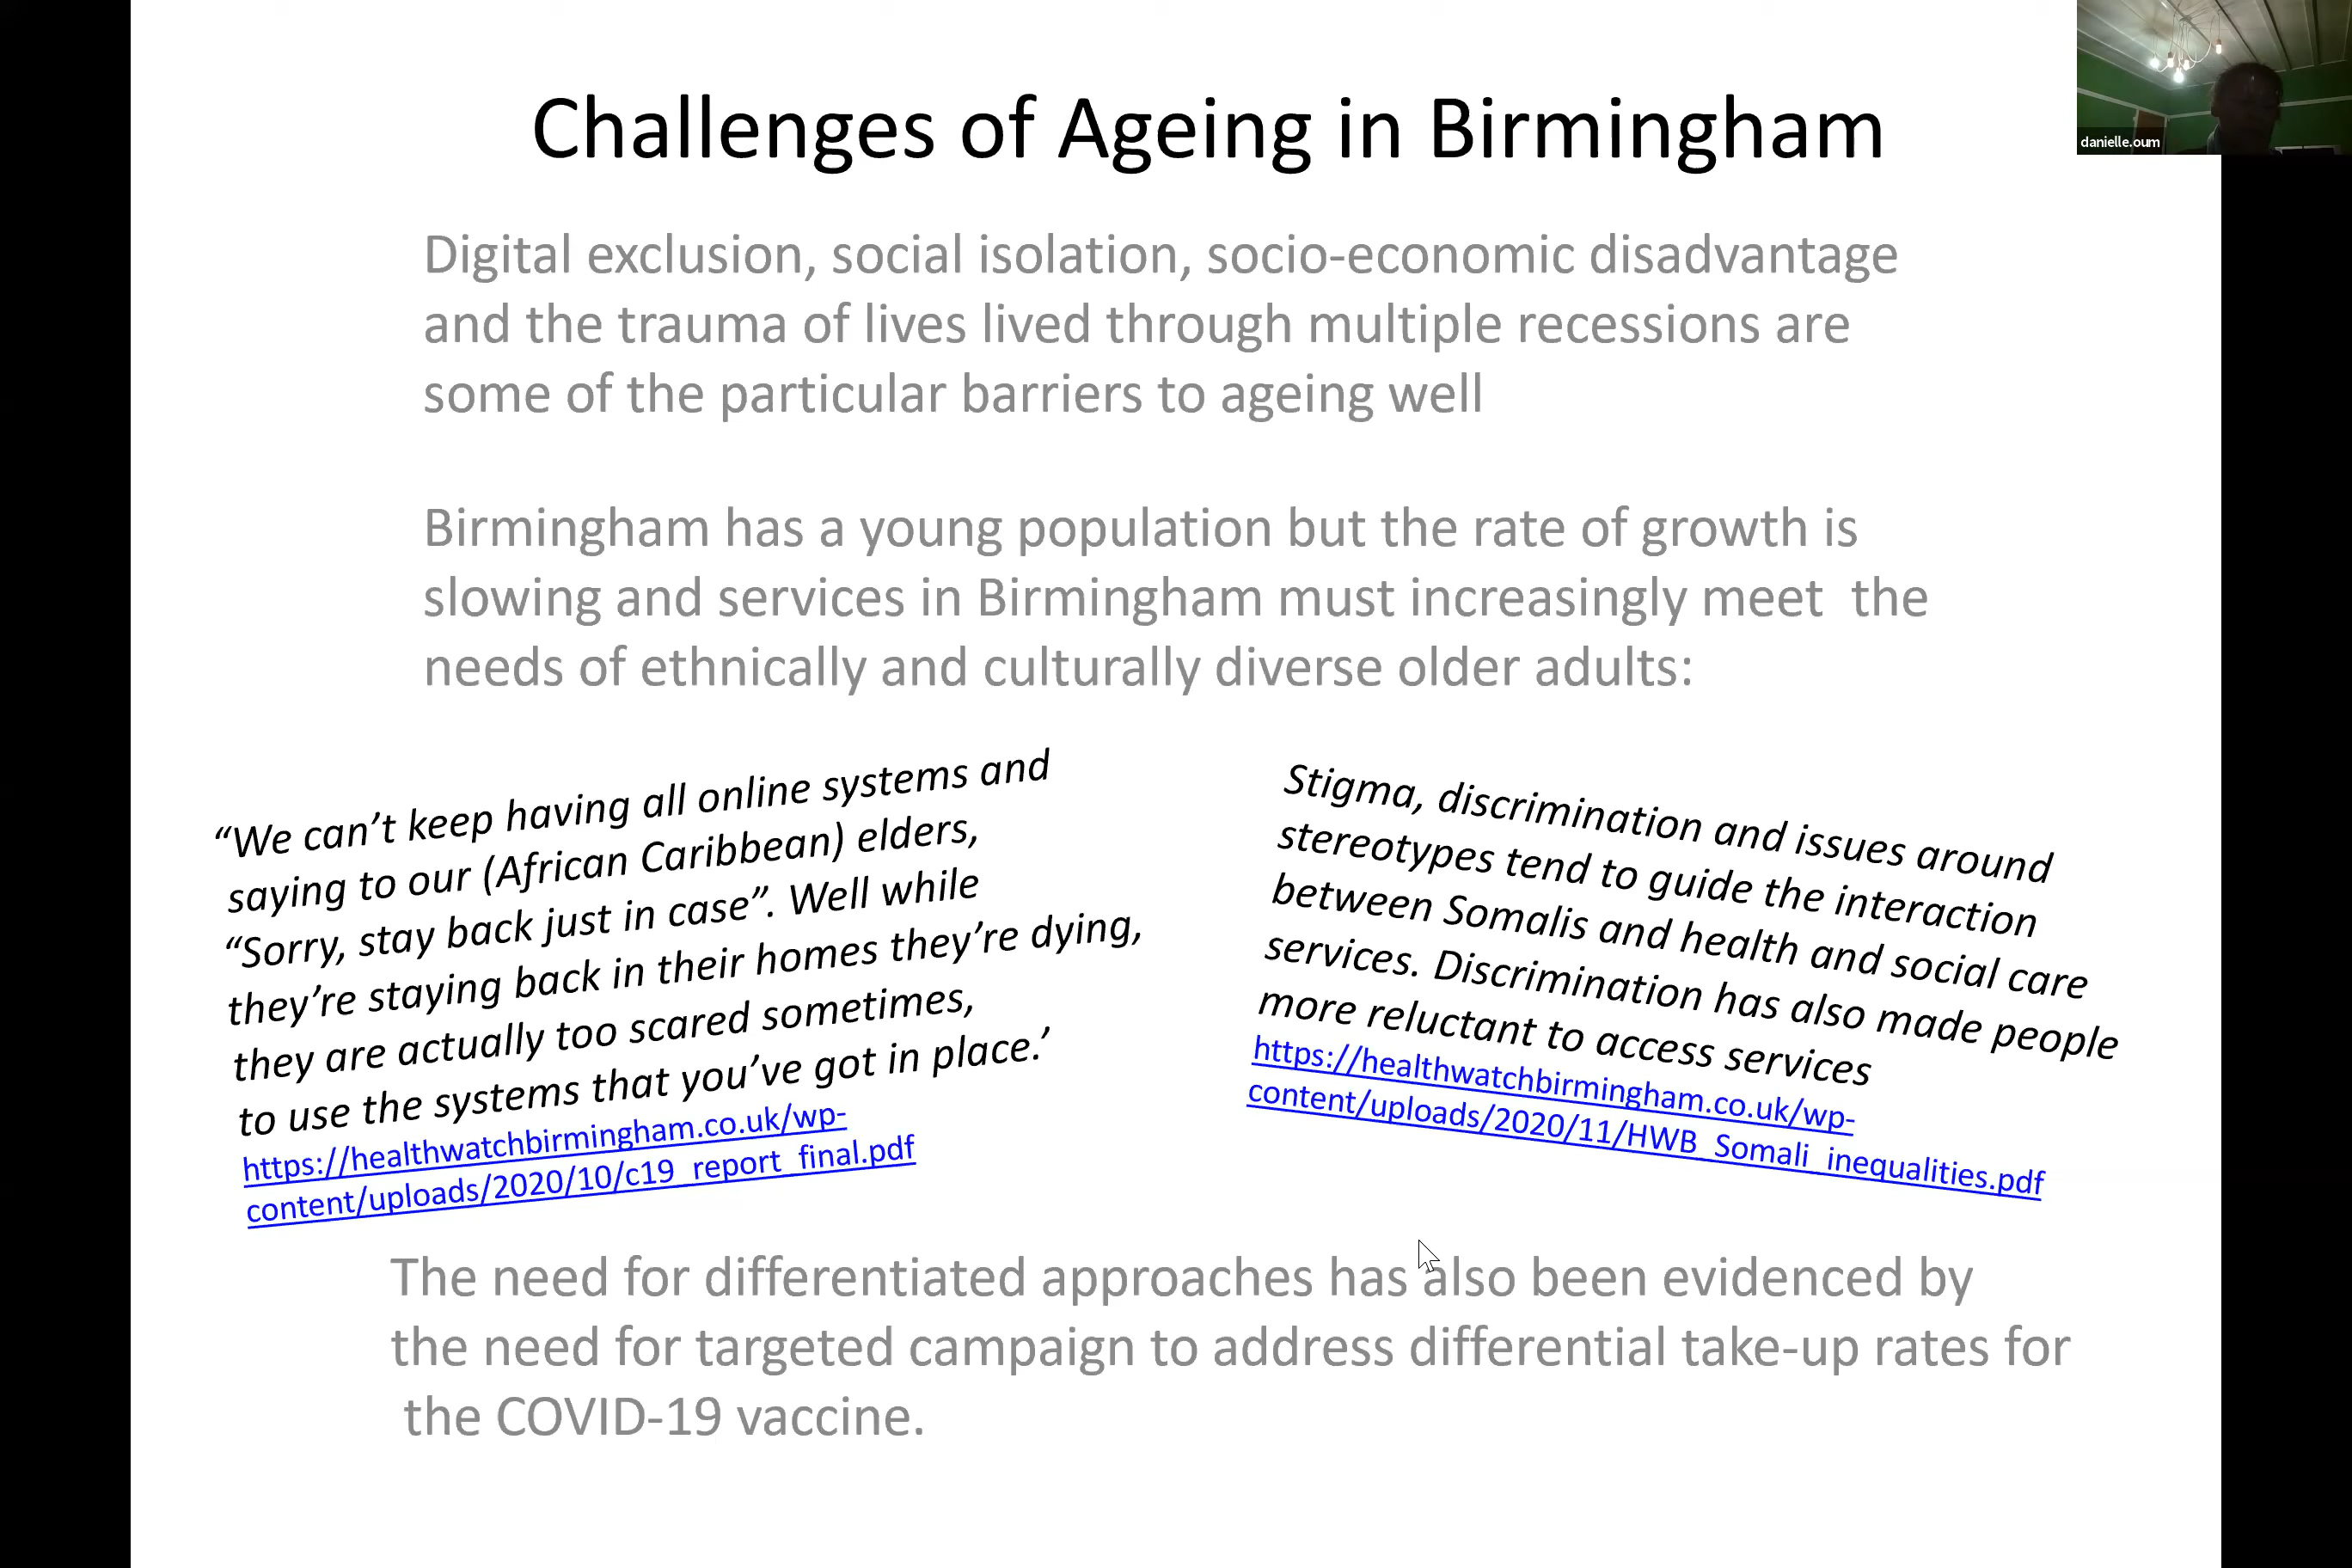 Challenges of Ageing in Birmingham
danielle.oum
Digital exclusion, social isolation, socio-economic disadvantage
and the trauma of lives lived through multiple recessions are
some of the particular barriers to ageing well
Birmingham has a young population but the rate of growth is
slowing and services in Birmingham must increasingly meet  the
needs of ethnically and culturally diverse older adults:
“We can’t keep having all online systems and
saying to our (African Caribbean) elders,
“Sorry, stay back just in case”. Well while
they’re staying back in their homes they’re dying,
they are actually too scared sometimes,
to use the systems that you’ve got in place.’
https://healthwatchbirmingham.co.uk/wp-
content/uploads/2020/10/c19_report_final.pdf
Stigma, discrimination and issues around
stereotypes tend to guide the interaction
between Somalis and health and social care
services. Discrimination has also made people
more reluctant to access services
https://healthwatchbirmingham.co.uk/wp-
content/uploads/2020/11/HWB_Somali_inequalities.pdf
The need for differentiated approaches has also been evidenced by
the need for targeted campaign to address differential take-up rates for
the COVID-19 vaccine.